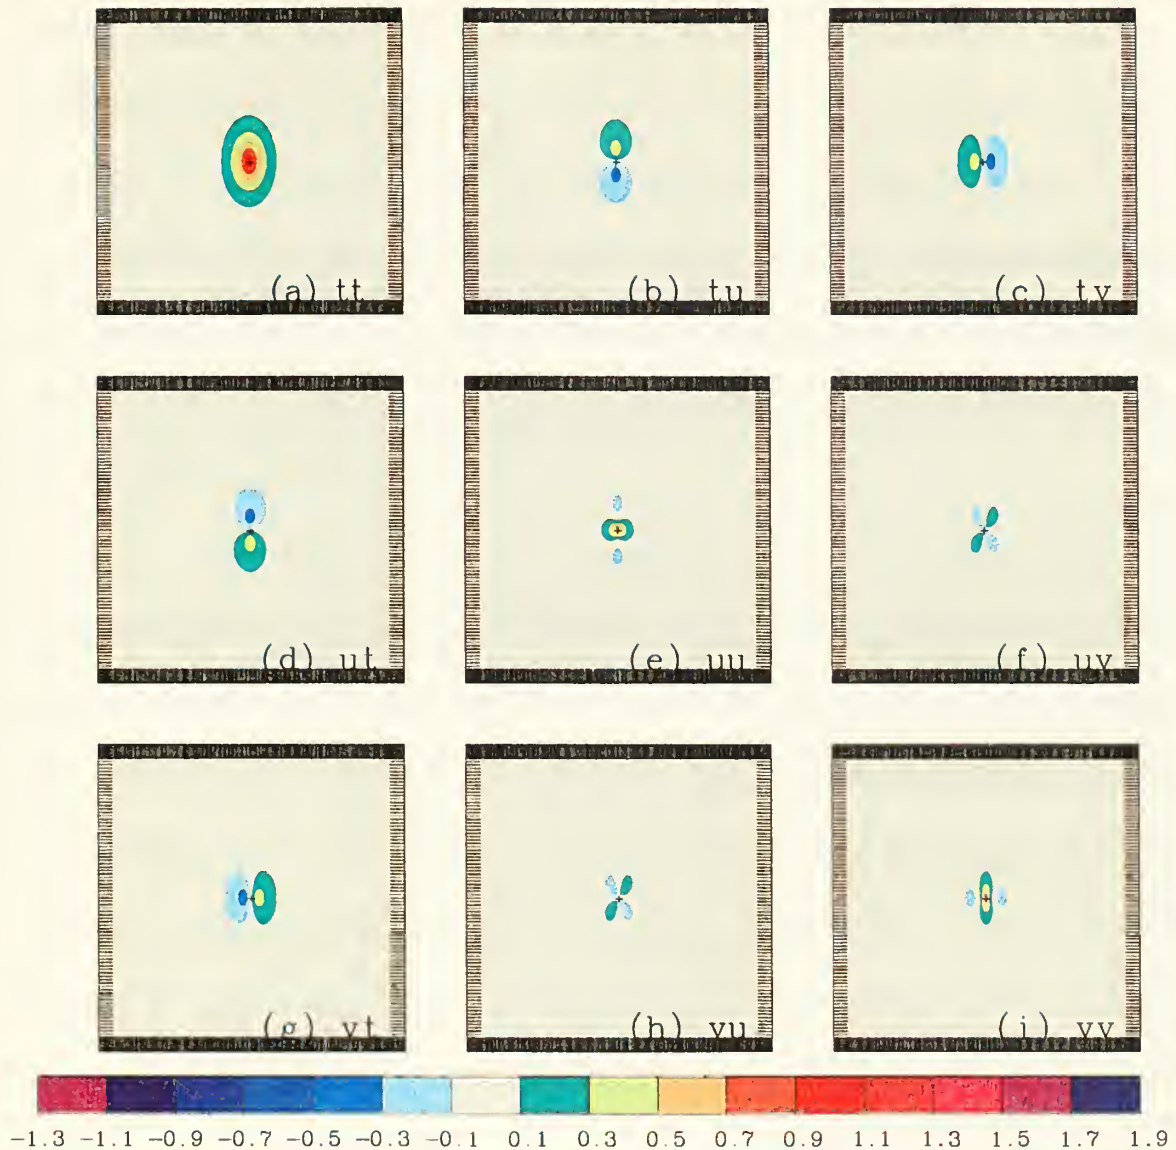 (a) tt
(b) tu
(c) tv
(d) ut
(e) uu
(f) uv
(g) vt
(h) vu
(i) vv
-1.3 -1.1 -0.9 -0.7 -0.5 -0.3 -0.1 0.1 0.3 0.5 0.7 0.9 1.1 1.3 1.5 1.7 1.9